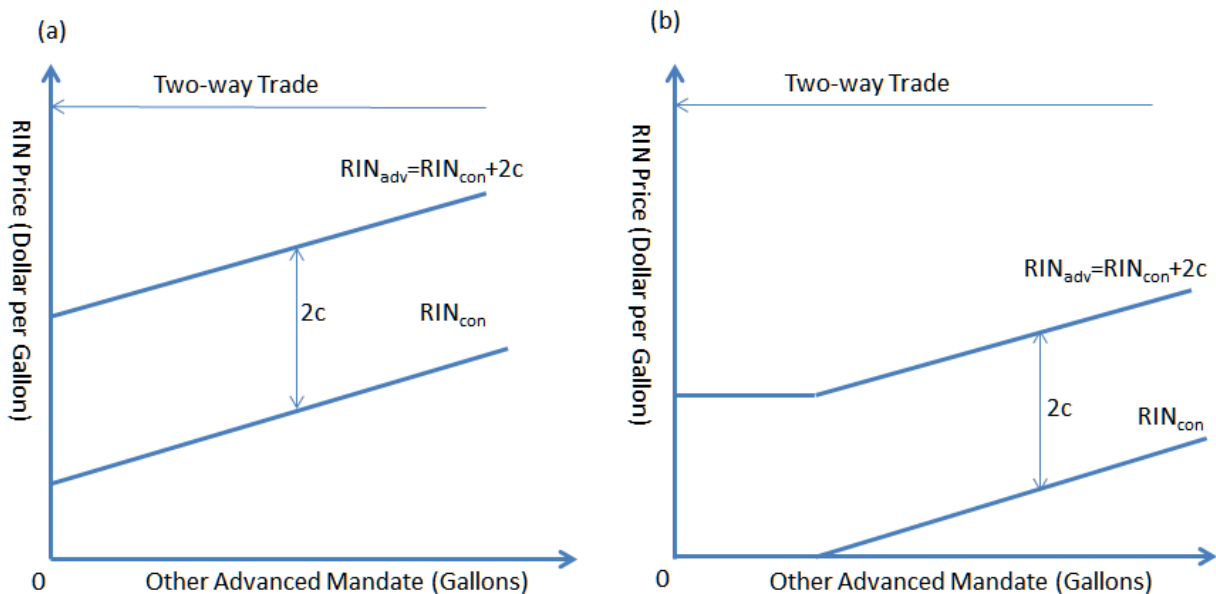 (a)
Two-way Trade
RIN Price (Dollar per Gallon)
RINadv=RINcon+2c
2c
RINcon
0
Other Advanced Mandate (Gallons)
(b)
Two-way Trade
RIN Price (Dollar per Gallon)
RINadv=RINcon+2c
2c
RINcon
0
Other Advanced Mandate (Gallons)